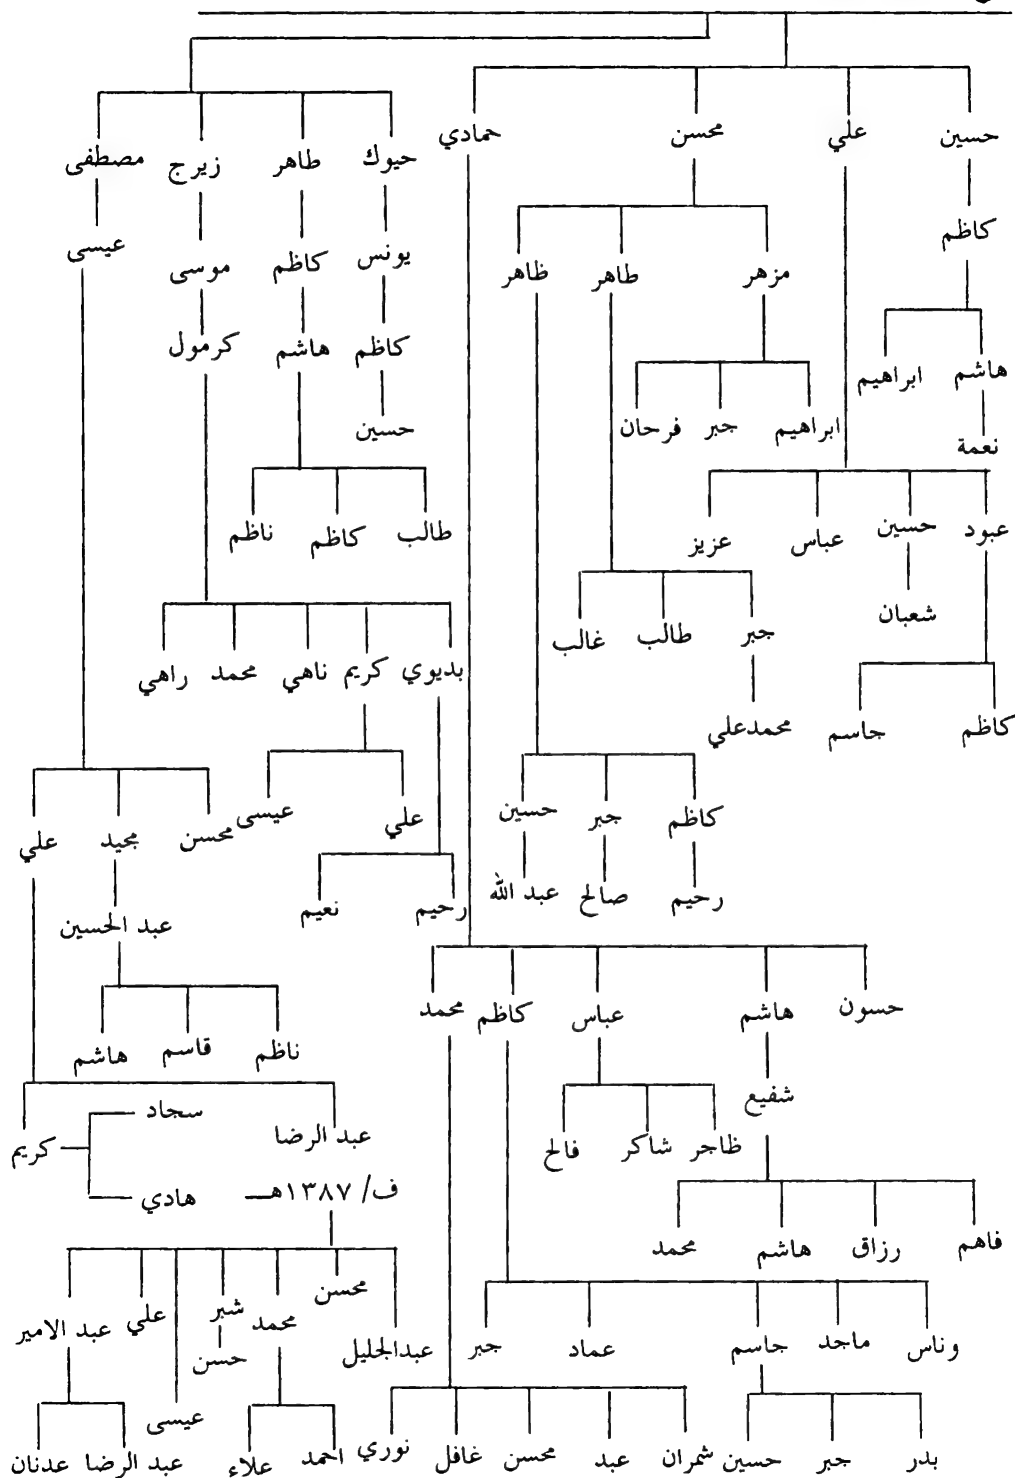 حسين علي محسن حمادي
حيوك طاهر زيرج مصطفى
كاظم
يونس كاظم موسى عيسى
مزهر طاهر ظاهر
كاظم هاشم كرمول
هاشم ابراهيم
ابراهيم جبر فرحان
حسين
نعمة
عبود حسين عباس عزيز
طالب كاظم ناظم
شعبان
جبر طالب غالب
بديوي كريم ناهي محمد راهي
كاظم جاسم
محمدعلي
كاظم جبر حسين
علي عيسى
محسن مجيد علي
رحيم صالح عبد الله
رحيم نعيم
عبد الحسين
حسون هاشم عباس كاظم محمد
ناظم قاسم هاشم
شفيع
سجاد
ظاجر شاكر فالح
عبد الرضا
كريم
ف/ ١٣٨٧هـ
هادي
فاهم رزاق هاشم محمد
محسن
شبر
محمد علي عبد الامير
وناس ماجد جاسم عماد جبر
عبدالجليل
حسن
عيسى
بدر جبر حسين
شمران عبد محسن غافل نوري
احمد علاء
عبد الرضا عدنان